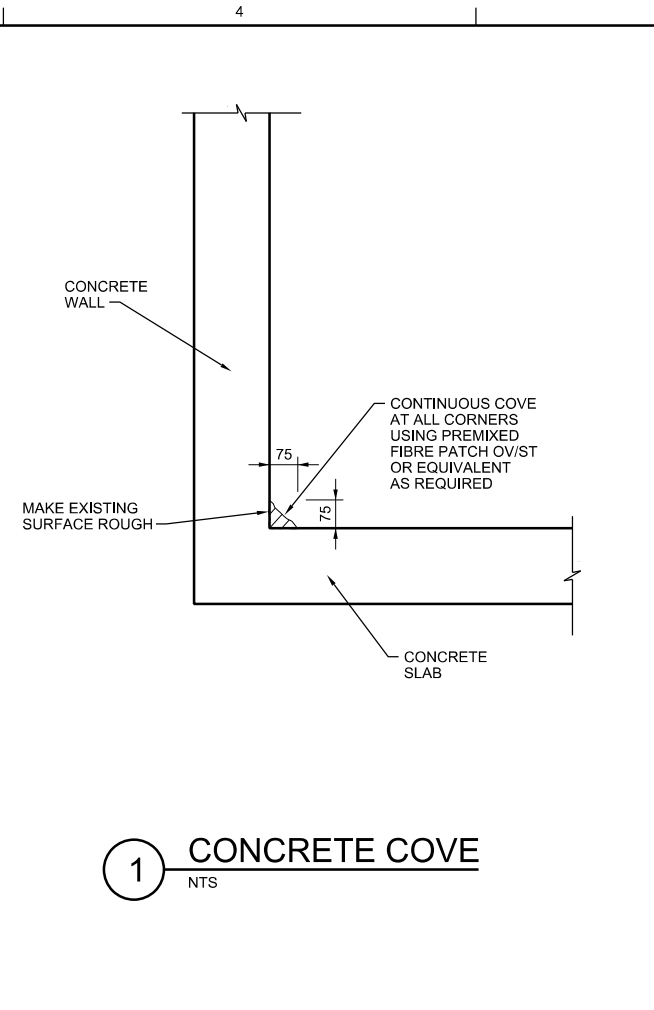 4
CONCRETE
WALL
CONTINUOUS COVE
AT ALL CORNERS
USING PREMIXED
FIBRE PATCH OV/ST
OR EQUIVALENT
AS REQUIRED
75
MAKE EXISTING
SURFACE ROUGH
75
CONCRETE
SLAB
1
CONCRETE COVE
NTS